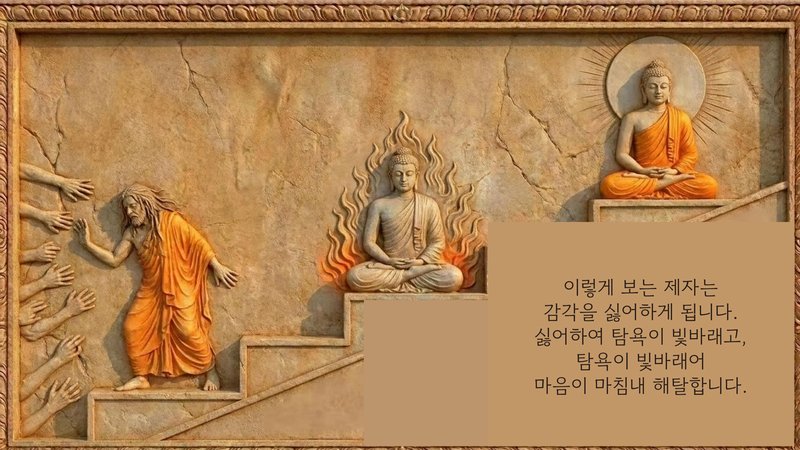 이렇게 보는 제자는
감각을 싫어하게 됩니다.
싫어하여 탐욕이 빛바래고,
탐욕이 빛바래어
마음이 마침내 해탈합니다.